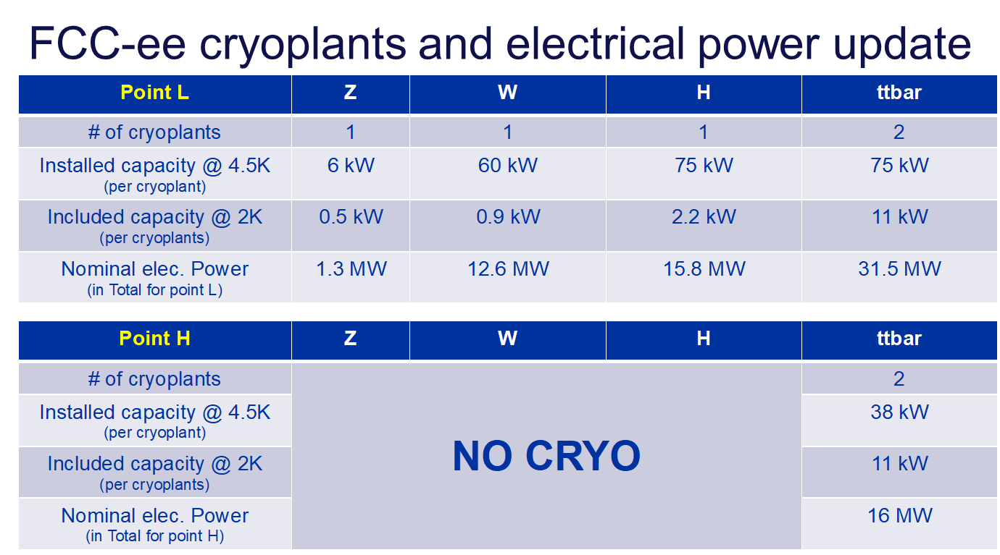 FCC-ee cryoplants and electrical power update
Point L Z W H ttbar
# of cryoplants 1 1 1 2
Installed capacity @ 4.5K 6 kW 60 kW 75 kW 75 kW
(per cryoplant)
Included capacity @ 2K 0.5 kW 0.9 kW 2.2 kW 11 kW
(per cryoplants)
Nominal elec. Power 1.3 MW 12.6 MW 15.8 MW 31.5 MW
(in Total for point L)
Point H Z W H ttbar
# of cryoplants 2
Installed capacity @ 4.5K 38 kW
(per cryoplant)
NO CRYO
Included capacity @ 2K 11 kW
(per cryoplants)
Nominal elec. Power 16 MW
(in Total for point H)